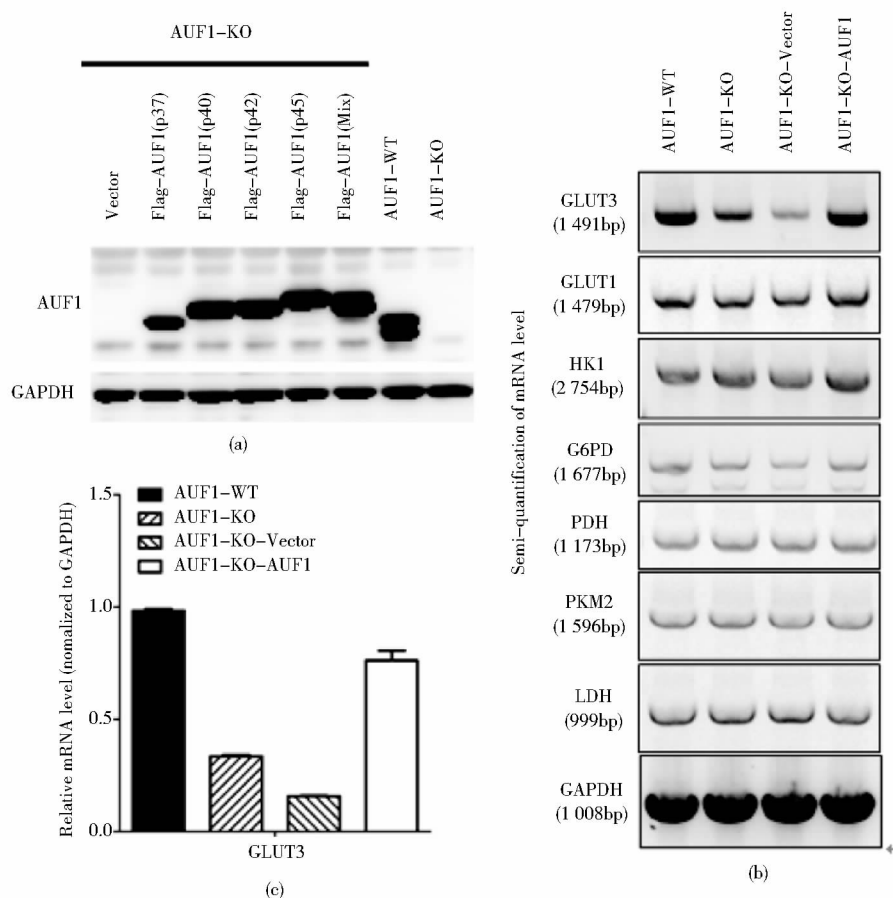 AUF1-KO
Vector
Flag-AUF1(p37)
Flag-AUF1(p40)
Flag-AUF1(p42)
Flag-AUF1(p45)
Flag-AUF1(Mix)
AUF1-WT
AUF1-KO
AUF1
GAPDH
(a)
AUF1-WT
AUF1-KO
AUF1-KO-Vector
AUF1-KO-AUF1
Semi-quantification of mRNA level
GLUT3
(1 491bp)
GLUT1
(1 479bp)
HK1
(2 754bp)
G6PD
(1 677bp)
PDH
(1 173bp)
PKM2
(1 596bp)
LDH
(999bp)
GAPDH
(1 008bp)
(b)
Relative mRNA level (nomalized to GAPDH)
1.5
1.0
0.5
0.0
AUF1-WT
AUF1-KO
AUF1-KO-Vector
AUF1-KO-AUF1
GLUT3
(c)